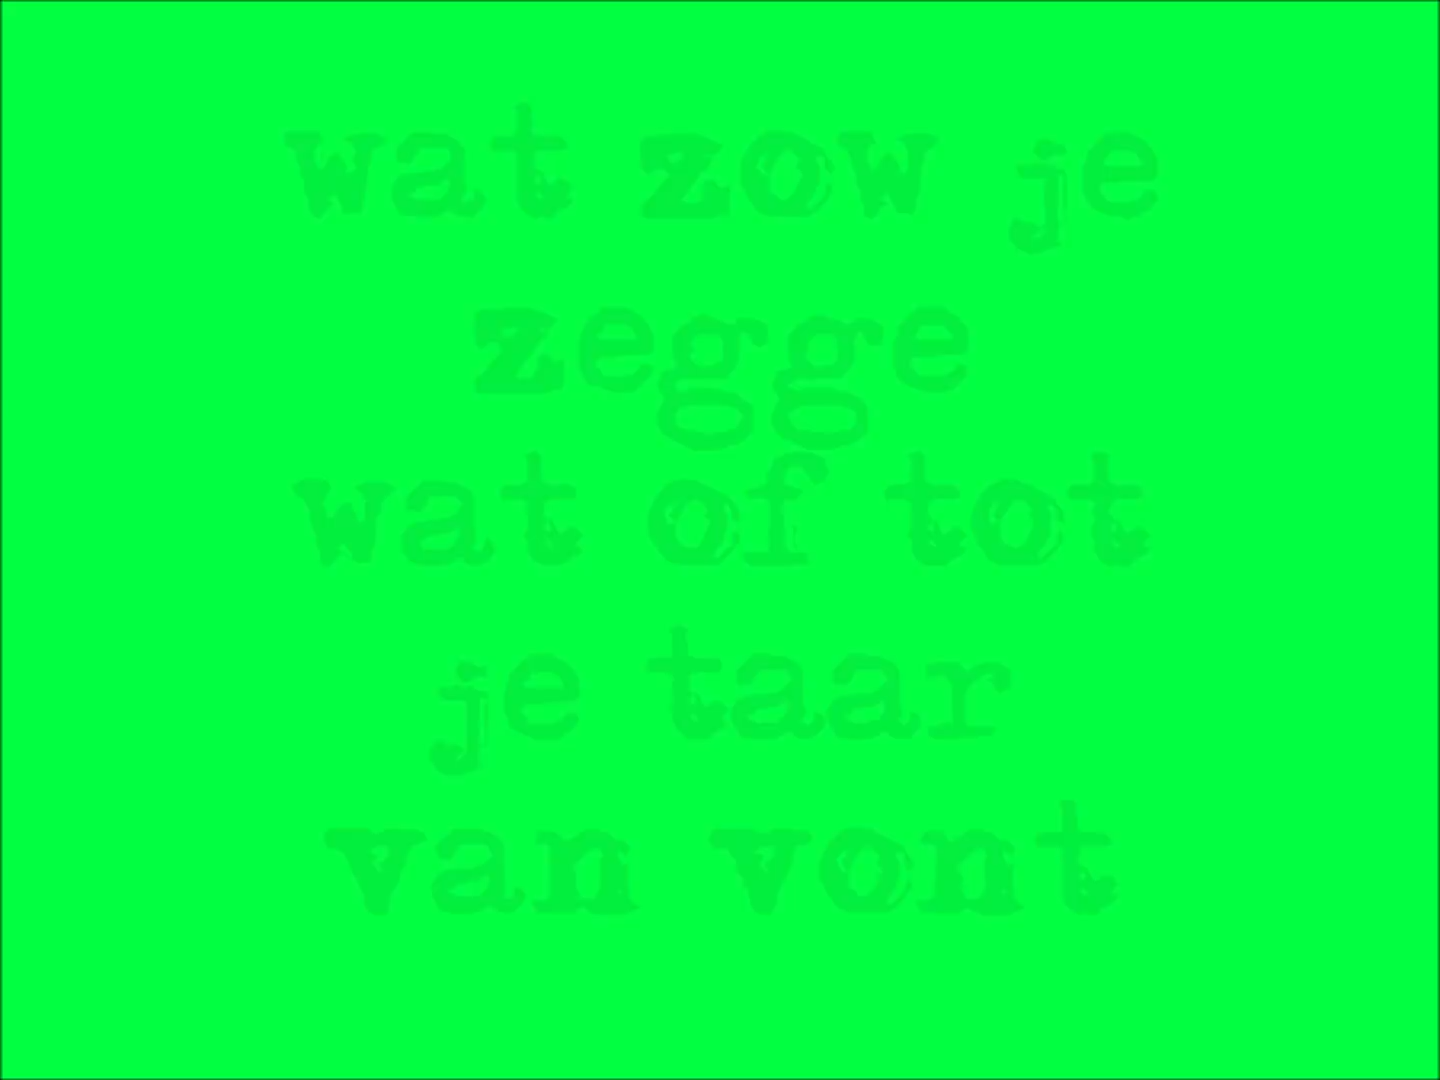 wat zow je
zegge
wat of tot
je taar
van vont